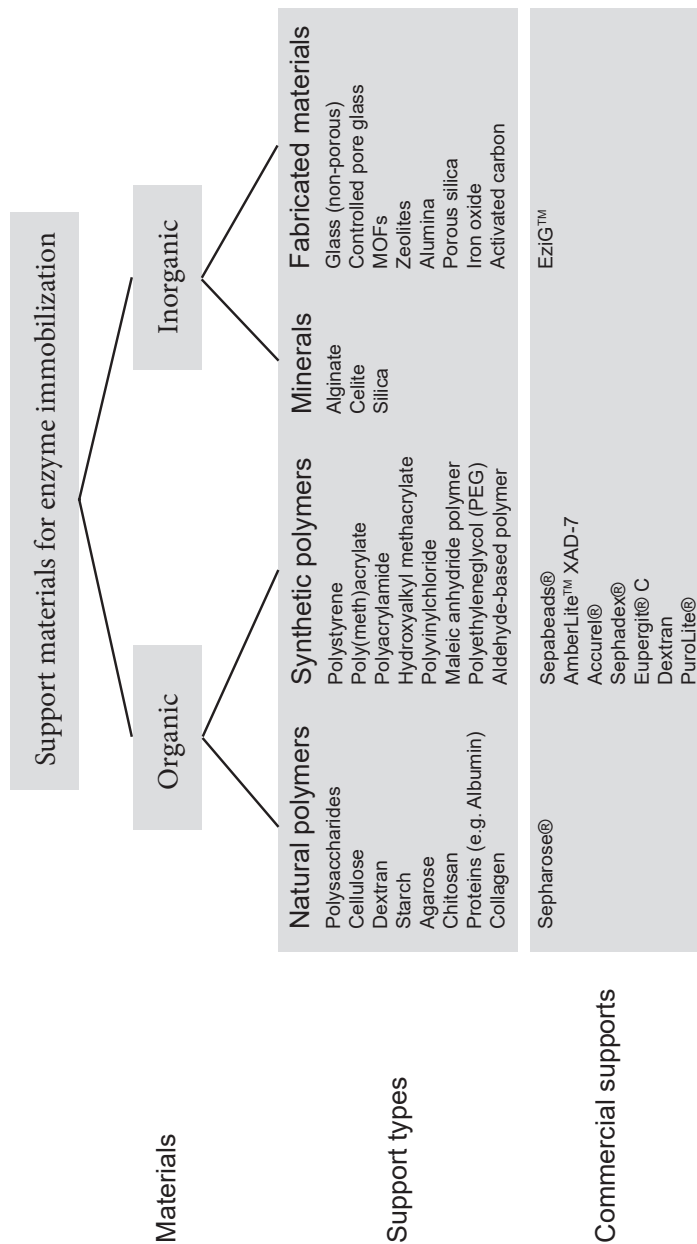 Support materials for enzyme immobilization
Materials
Organic
Inorganic
Support types
Natural polymers
Polysaccharides
Cellulose
Dextran
Starch
Agarose
Chitosan
Proteins (e.g. Albumin)
Collagen
Synthetic polymers
Polystyrene
Poly(meth)acrylate
Polyacrylamide
Hydroxyalkyl methacrylate
Polyvinylchloride
Maleic anhydride polymer
Polyethyleneglycol (PEG)
Aldehyde-based polymer
Minerals
Alginate
Celite
Silica
Fabricated materials
Glass (non-porous)
Controlled pore glass
MOFs
Zeolites
Alumina
Porous silica
Iron oxide
Activated carbon
Commercial supports
Sepharose®
Sepabeads®
AmberLite™ XAD-7
Accurel®
Sephadex®
Eupergit® C
Dextran
PuroLite®
EziG™